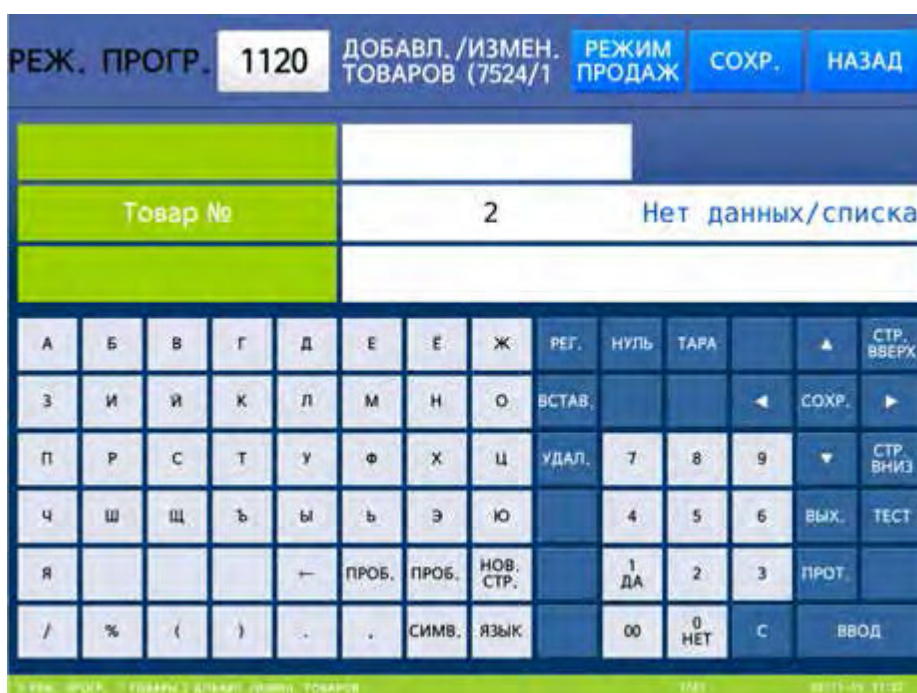 РЕЖ. ПРОГР. 1120 ДОБАВЛ./ИЗМЕН. РЕЖИМ СОХР. НАЗАД
ТОВАРОВ (7524/1 ПРОДАЖ
Товар № 2 Нет данных/списка
А Б В Г Д Е Ё Ж РЕГ. НУЛЬ ТАРА ▲ СТР. ВВЕРХ
З И Й К Л М Н О ВСТАВ. ◄ СОХР. ►
П Р С Т У Ф Х Ц УДАЛ. 7 8 9 ▼ СТР. ВНИЗ
Ч Ш Щ Ъ Ы Ь Э Ю 4 5 6 ВЫХ. ТЕСТ
Я ← ПРОБ. ПРОБ. НОВ. СТР. 1 ДА 2 3 ПРОТ.
/ % ( ) . . СИМВ. ЯЗЫК 00 0 НЕТ C ВВОД